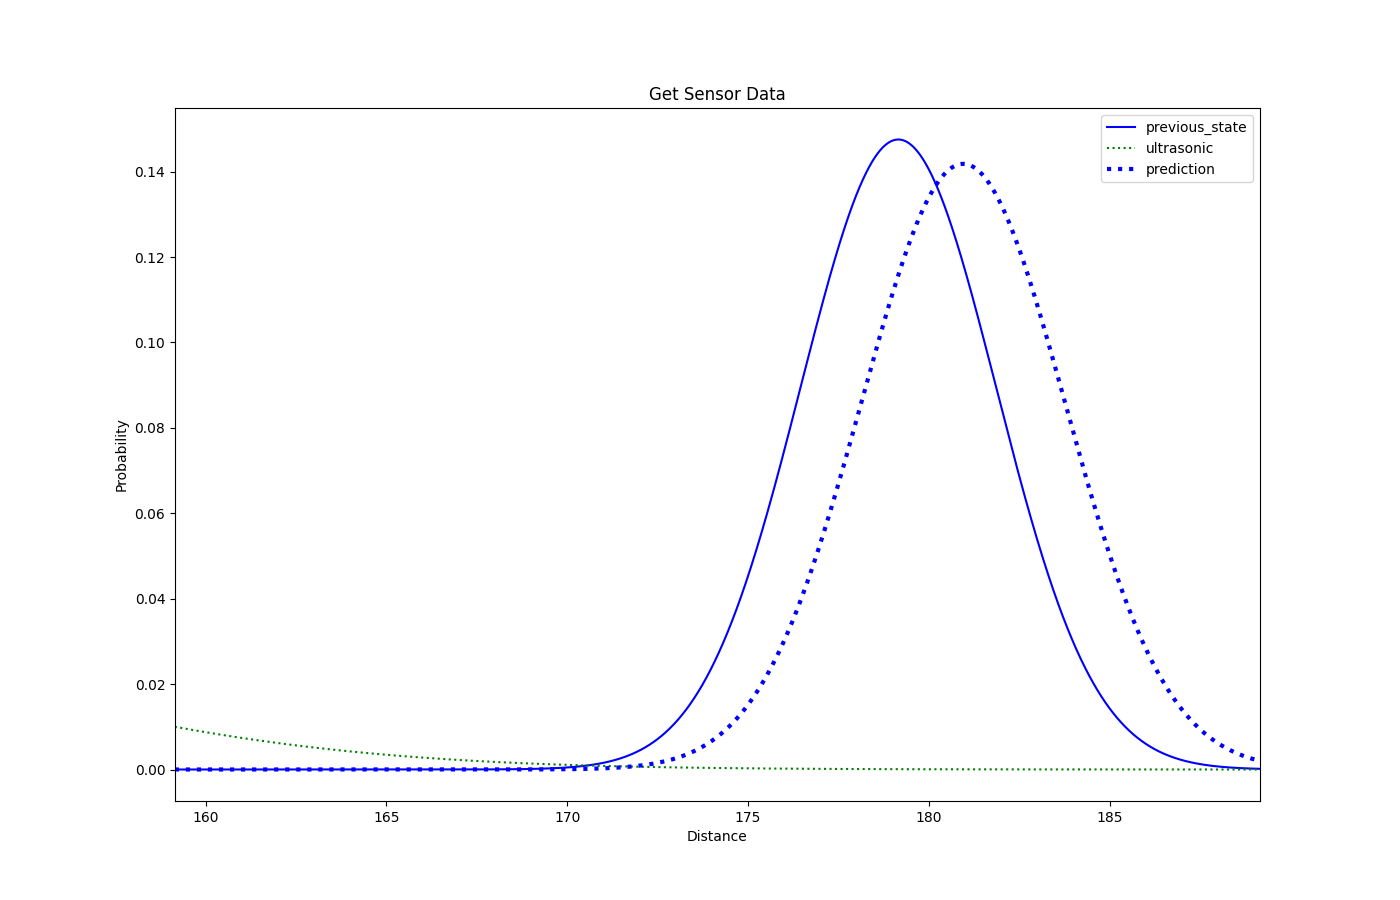 Get Sensor Data
previous_state
ultrasonic
prediction
0.14
0.12
0.10
0.08
0.06
0.04
0.02
0.00
Probability
160 165 170 175 180 185
Distance